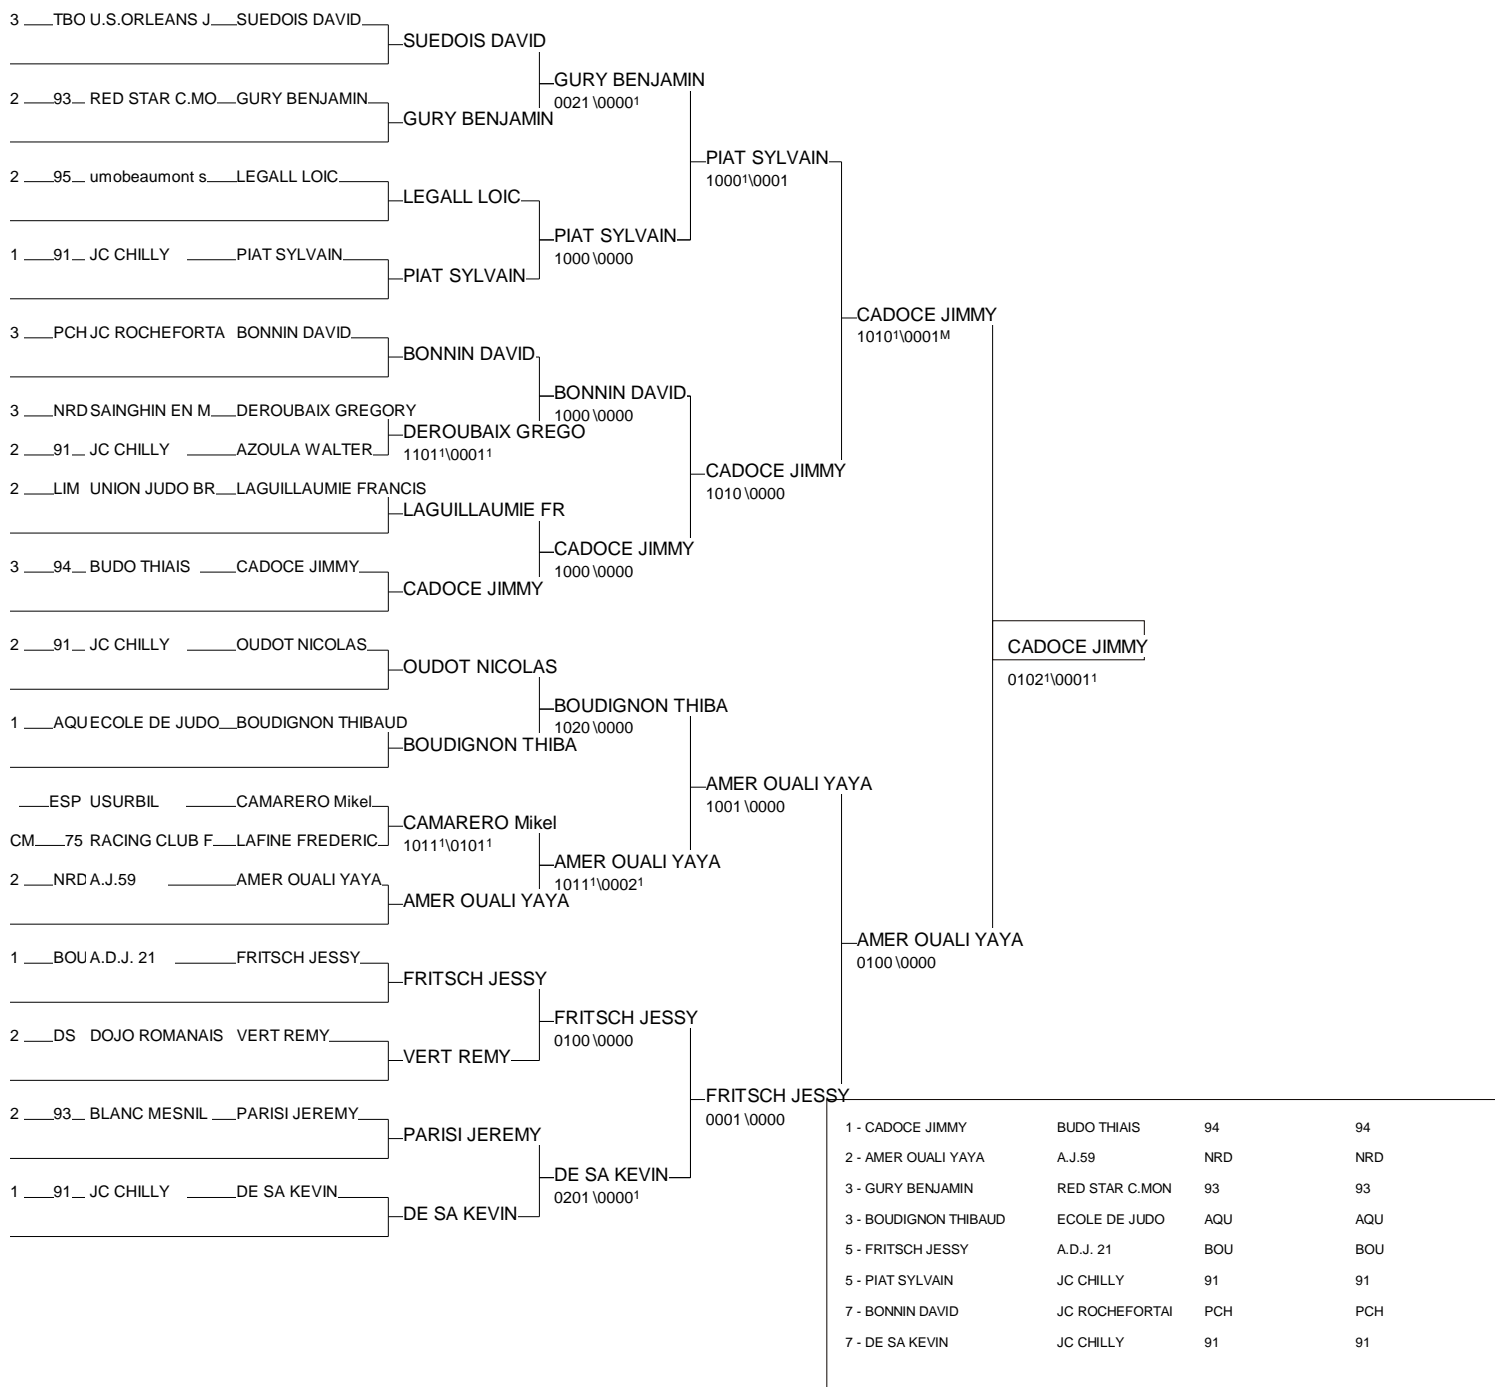 3 TBO U.S.ORLEANS J SUEDOIS DAVID
SUEDOIS DAVID
GURY BENJAMIN
0021\0000¹
2 93 RED STAR C.MO GURY BENJAMIN
GURY BENJAMIN
PIAT SYLVAIN
1000¹\0001
2 95 umobeaumont s LEGALL LOIC
LEGALL LOIC
PIAT SYLVAIN
1000\0000
1 91 JC CHILLY PIAT SYLVAIN
PIAT SYLVAIN
CADOCE JIMMY
1010¹\0001M
3 PCH JC ROCHEFORTA BONNIN DAVID
BONNIN DAVID
BONNIN DAVID
1000\0000
3 NRD SAINGHIN EN M DEROUBAIX GREGORY
DEROUBAIX GREGO
1101¹\0001¹
2 91 JC CHILLY AZOULA WALTER
CADOCE JIMMY
1010\0000
2 LIM UNION JUDO BR LAGUILLAUMIE FRANCIS
LAGUILLAUMIE FR
CADOCE JIMMY
1000\0000
3 94 BUDO THIAIS CADOCE JIMMY
CADOCE JIMMY
CADOCE JIMMY
0102¹\0001¹
2 91 JC CHILLY OUDOT NICOLAS
OUDOT NICOLAS
BOUDIGNON THIBA
1020\0000
1 AQU ECOLE DE JUDO BOUDIGNON THIBAUD
BOUDIGNON THIBA
AMER OUALI YAYA
1001\0000
ESP USURBIL CAMARERO Mikel
CAMARERO Mikel
1011¹\0101¹
CM 75 RACING CLUB F LAFINE FREDERIC
AMER OUALI YAYA
1011¹\0002¹
2 NRD A.J.59 AMER OUALI YAYA
AMER OUALI YAYA
AMER OUALI YAYA
0100\0000
1 BOU A.D.J. 21 FRITSCH JESSY
FRITSCH JESSY
FRITSCH JESSY
0100\0000
2 DS DOJO ROMANAIS VERT REMY
VERT REMY
FRITSCH JESSY
0001\0000
2 93 BLANC MESNIL PARISI JEREMY
PARISI JEREMY
DE SA KEVIN
0201\0000¹
1 91 JC CHILLY DE SA KEVIN
DE SA KEVIN
1 - CADOCE JIMMY BUDO THIAIS 94 94
2 - AMER OUALI YAYA A.J.59 NRD NRD
3 - GURY BENJAMIN RED STAR C.MON 93 93
3 - BOUDIGNON THIBAUD ECOLE DE JUDO AQU AQU
5 - FRITSCH JESSY A.D.J. 21 BOU BOU
5 - PIAT SYLVAIN JC CHILLY 91 91
7 - BONNIN DAVID JC ROCHEFORTAI PCH PCH
7 - DE SA KEVIN JC CHILLY 91 91